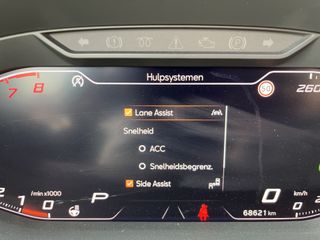 Hulpsystemen
7
8
260
Lane Assist
Snelheid
ACC
Snelheidsbegrenz.
Side Assist
/min x1000
P
0
km/h
2
1
0
0
68621 km